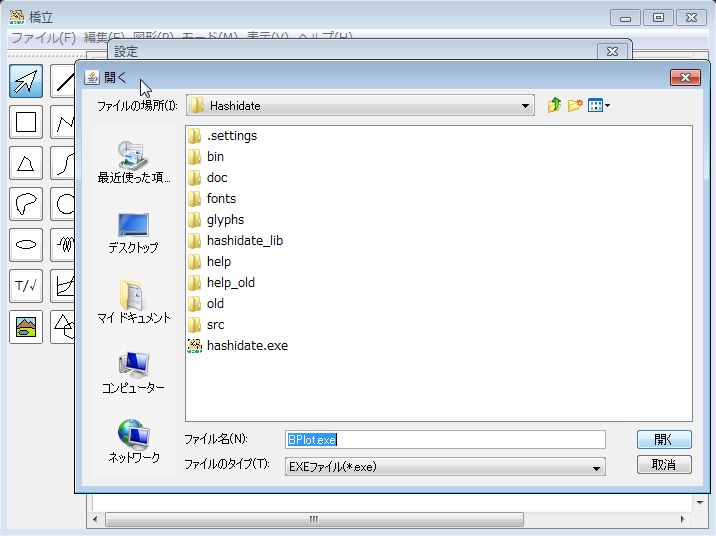 橋立
ファイル(F) 編集(E) 図形(P) モード(M) 表示(V) ヘルプ(H)
設定
開く
ファイルの場所(I):
Hashidate
.settings
bin
doc
fonts
glyphs
hashidate_lib
help
help_old
old
src
hashidate.exe
最近使った項...
デスクトップ
マイ ドキュメント
コンピューター
ネットワーク
T/√
ファイル名(N):
BPlot.exe
開く
ファイルのタイプ(T):
EXEファイル(*.exe)
取消